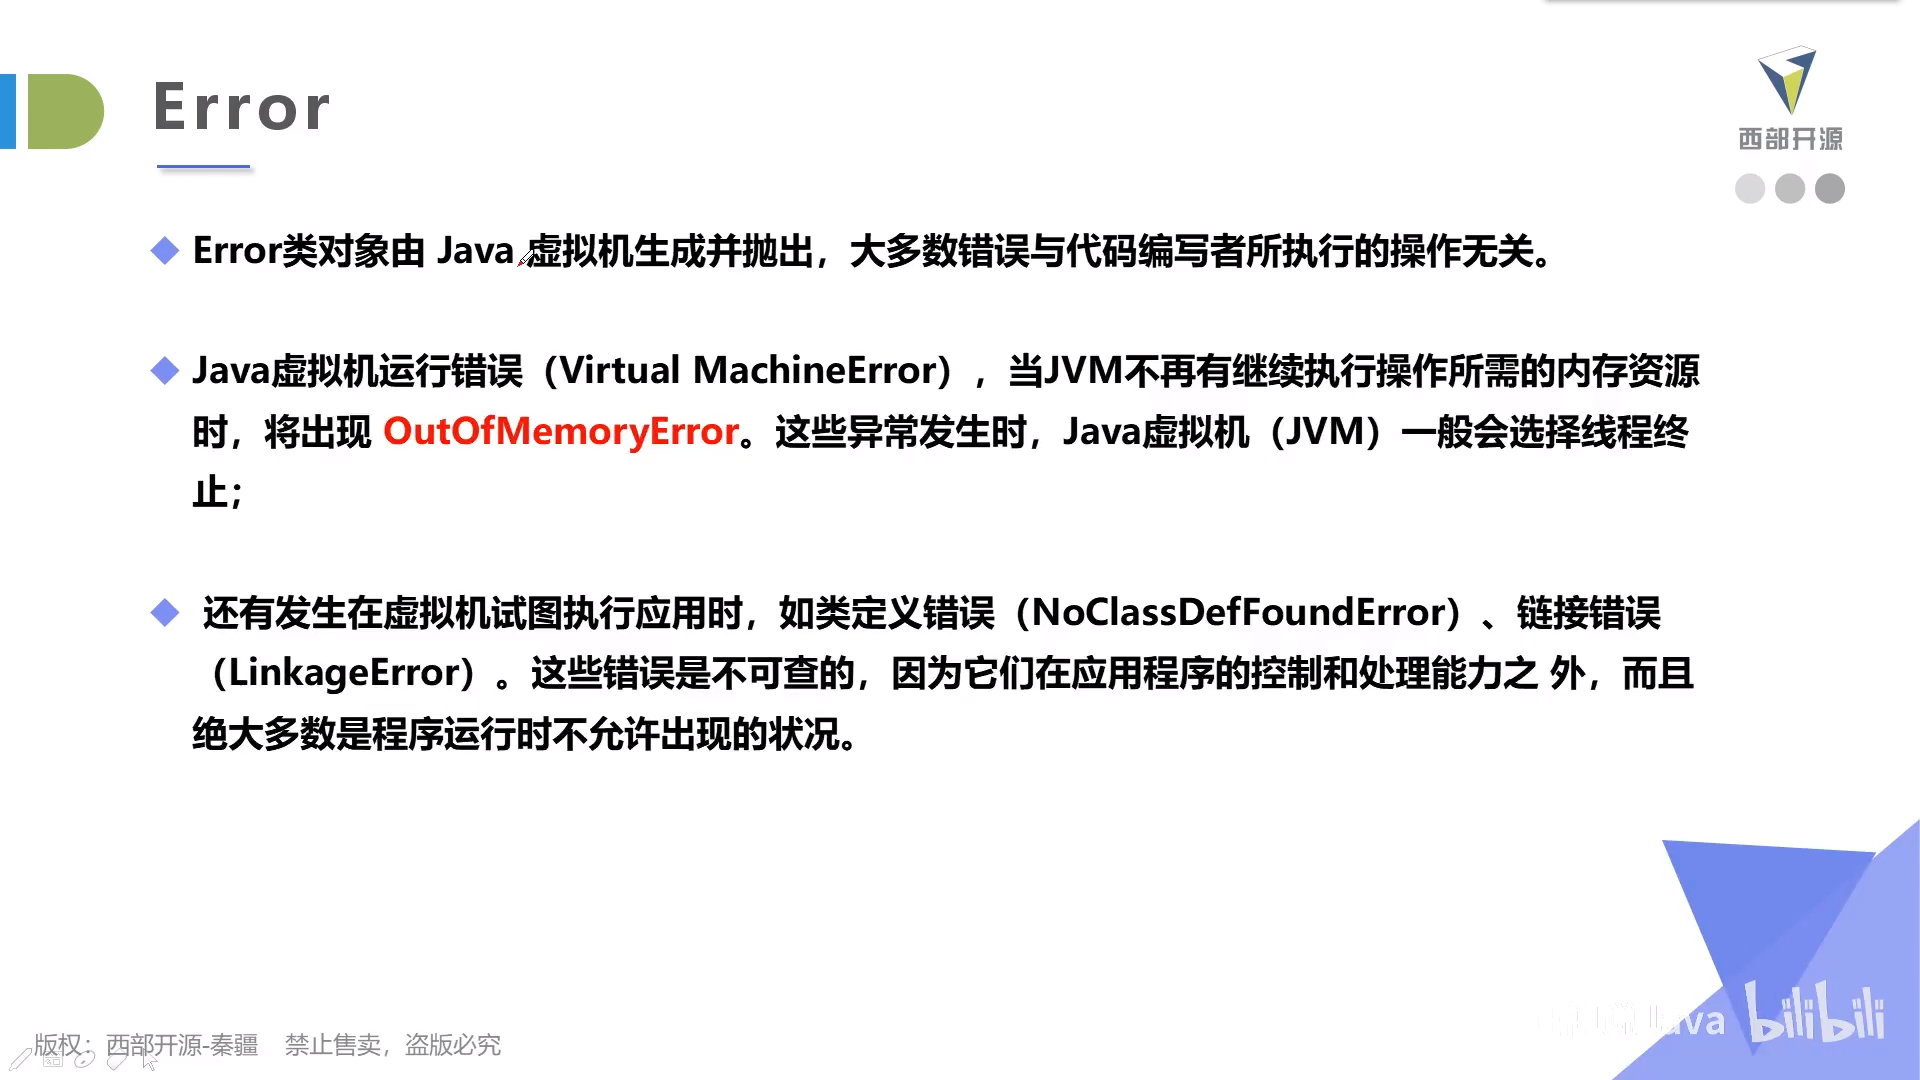 Error
西部开源
Error类对象由 Java 虚拟机生成并抛出，大多数错误与代码编写者所执行的操作无关。
Java虚拟机运行错误（Virtual MachineError），当JVM不再有继续执行操作所需的内存资源
时，将出现 OutOfMemoryError。这些异常发生时，Java虚拟机（JVM）一般会选择线程终
止；
还有发生在虚拟机试图执行应用时，如类定义错误（NoClassDefFoundError）、链接错误
（LinkageError）。这些错误是不可查的，因为它们在应用程序的控制和处理能力之 外，而且
绝大多数是程序运行时不允许出现的状况。
Java bilibili
版权：西部开源-秦疆 禁止售卖，盗版必究